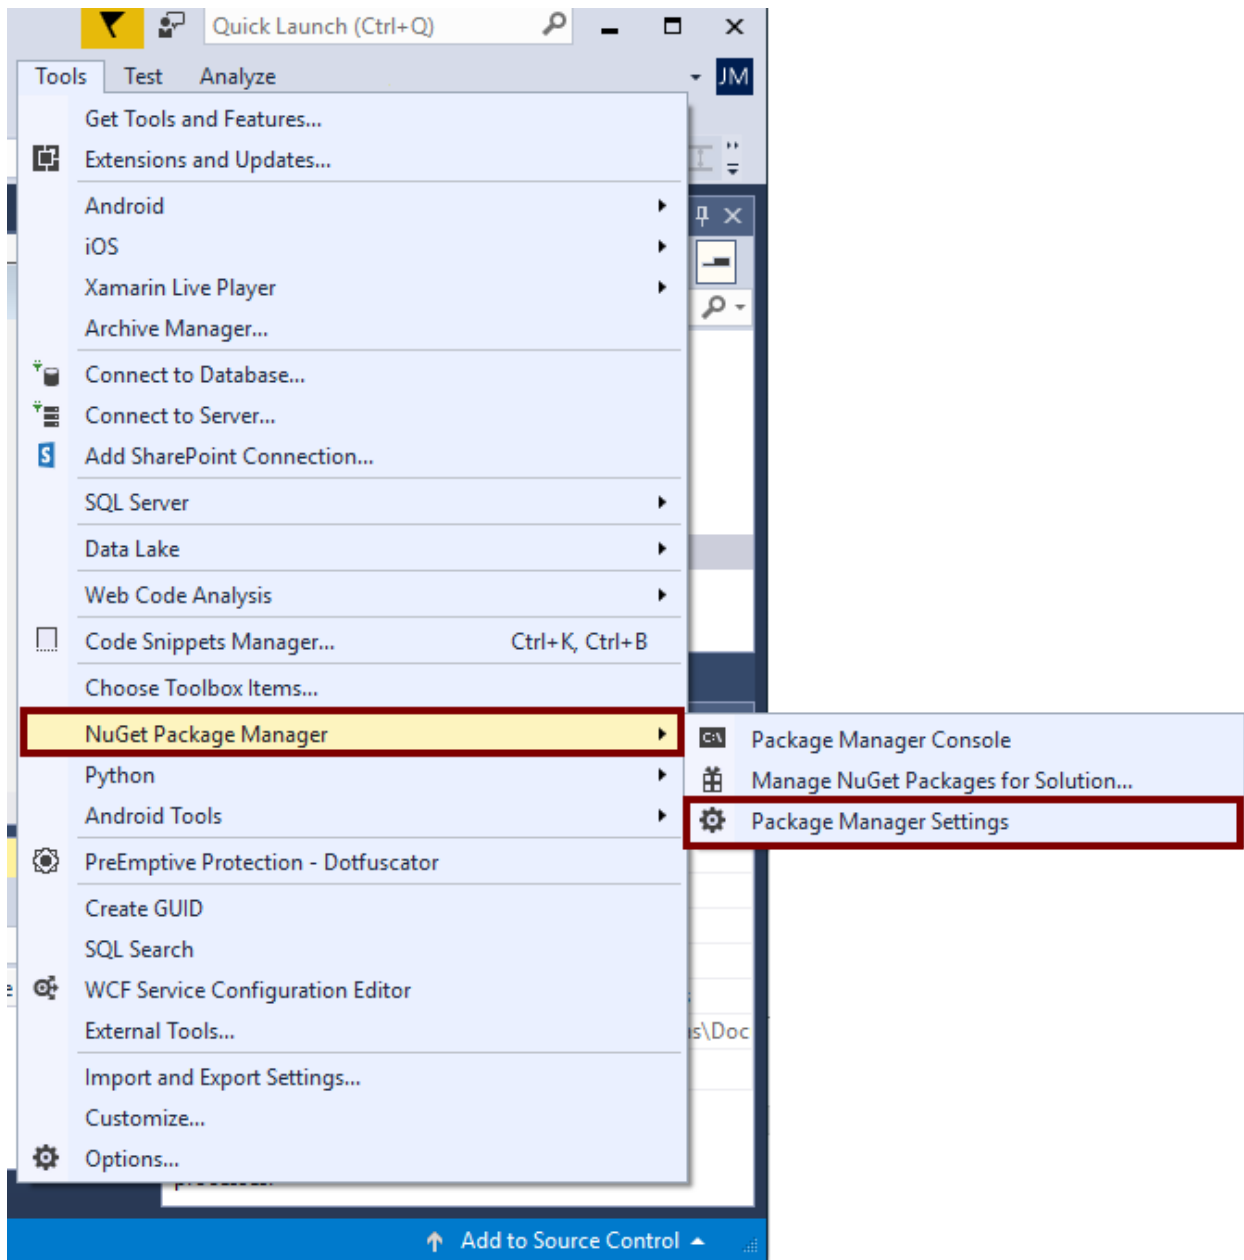 Quick Launch (Ctrl+Q)
Tools Test Analyze JM
Get Tools and Features...
Extensions and Updates...
Android
iOS
Xamarin Live Player
Archive Manager...
Connect to Database...
Connect to Server...
Add SharePoint Connection...
SQL Server
Data Lake
Web Code Analysis
Code Snippets Manager... Ctrl+K, Ctrl+B
Choose Toolbox Items...
NuGet Package Manager
Package Manager Console
Manage NuGet Packages for Solution...
Package Manager Settings
Python
Android Tools
PreEmptive Protection - Dotfuscator
Create GUID
SQL Search
WCF Service Configuration Editor
External Tools...
s\Doc
Import and Export Settings...
Customize...
Options...
Add to Source Control